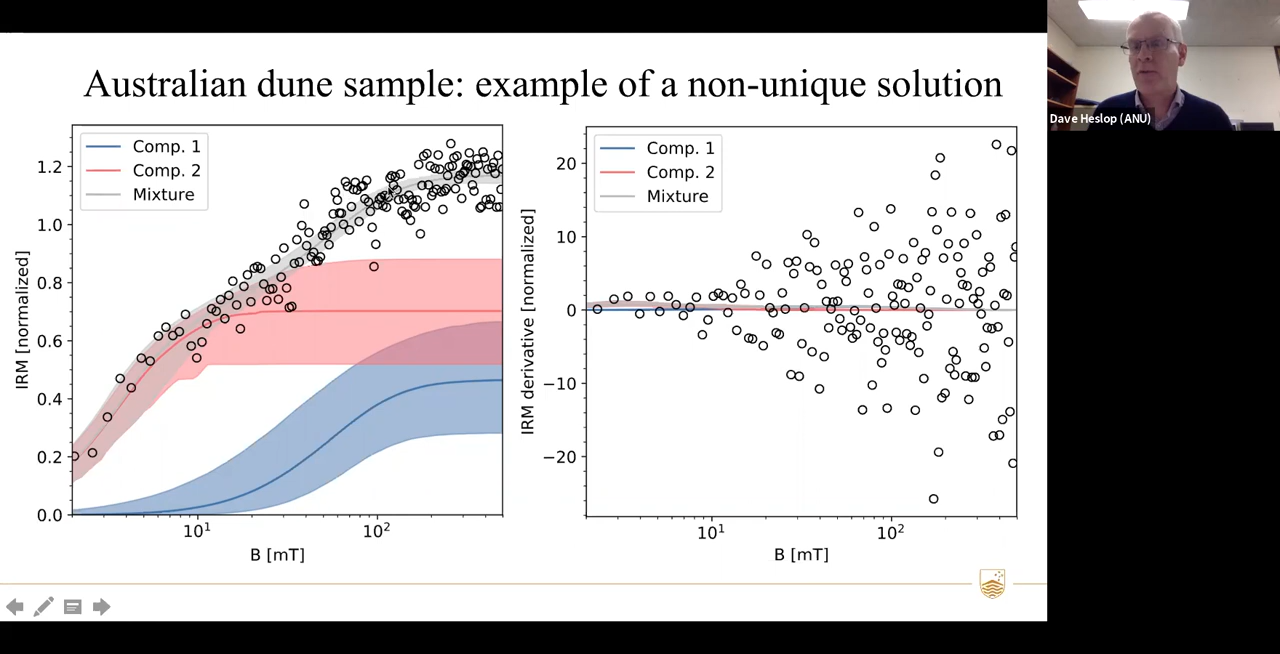 Australian dune sample: example of a non-unique solution
Dave Heslop (ANU)
Comp. 1
Comp. 2
Mixture
IRM [normalized]
1.2
1.0
0.8
0.6
0.4
0.2
0.0
10¹
10²
B [mT]
Comp. 1
Comp. 2
Mixture
IRM derivative [normalized]
20
10
0
−10
−20
10¹
10²
B [mT]